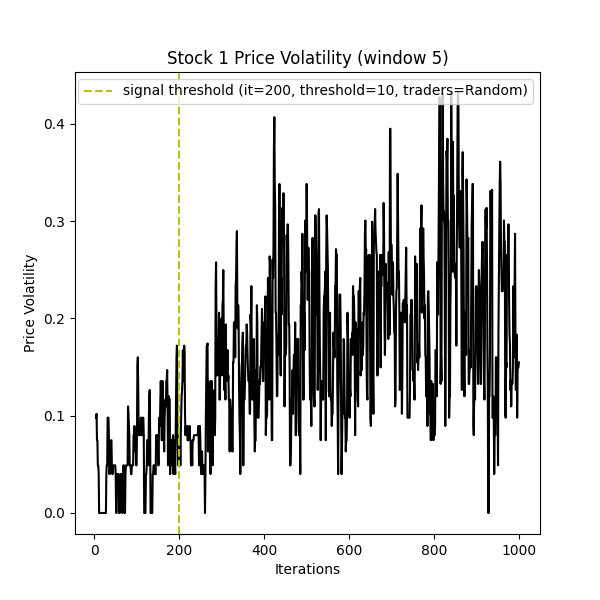 Stock 1 Price Volatility (window 5)
signal threshold (it=200, threshold=10, traders=Random)
Price Volatility
0.4
0.3
0.2
0.1
0.0
0 200 400 600 800 1000
Iterations